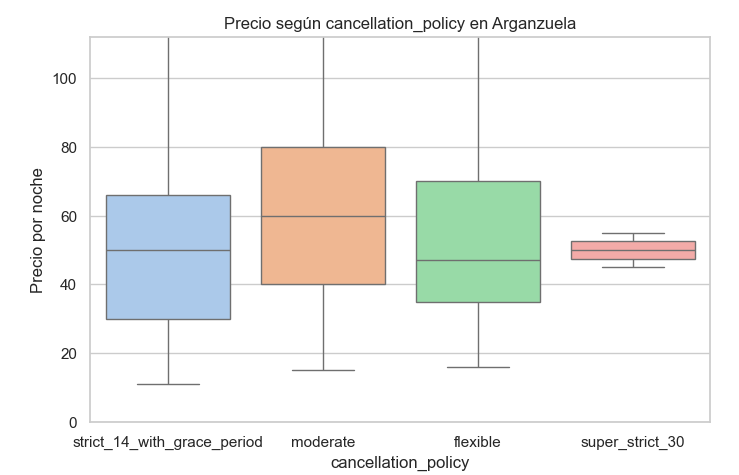 Precio según cancellation_policy en Arganzuela
Precio por noche
100
80
60
40
20
0
strict_14_with_grace_period moderate flexible super_strict_30
cancellation_policy